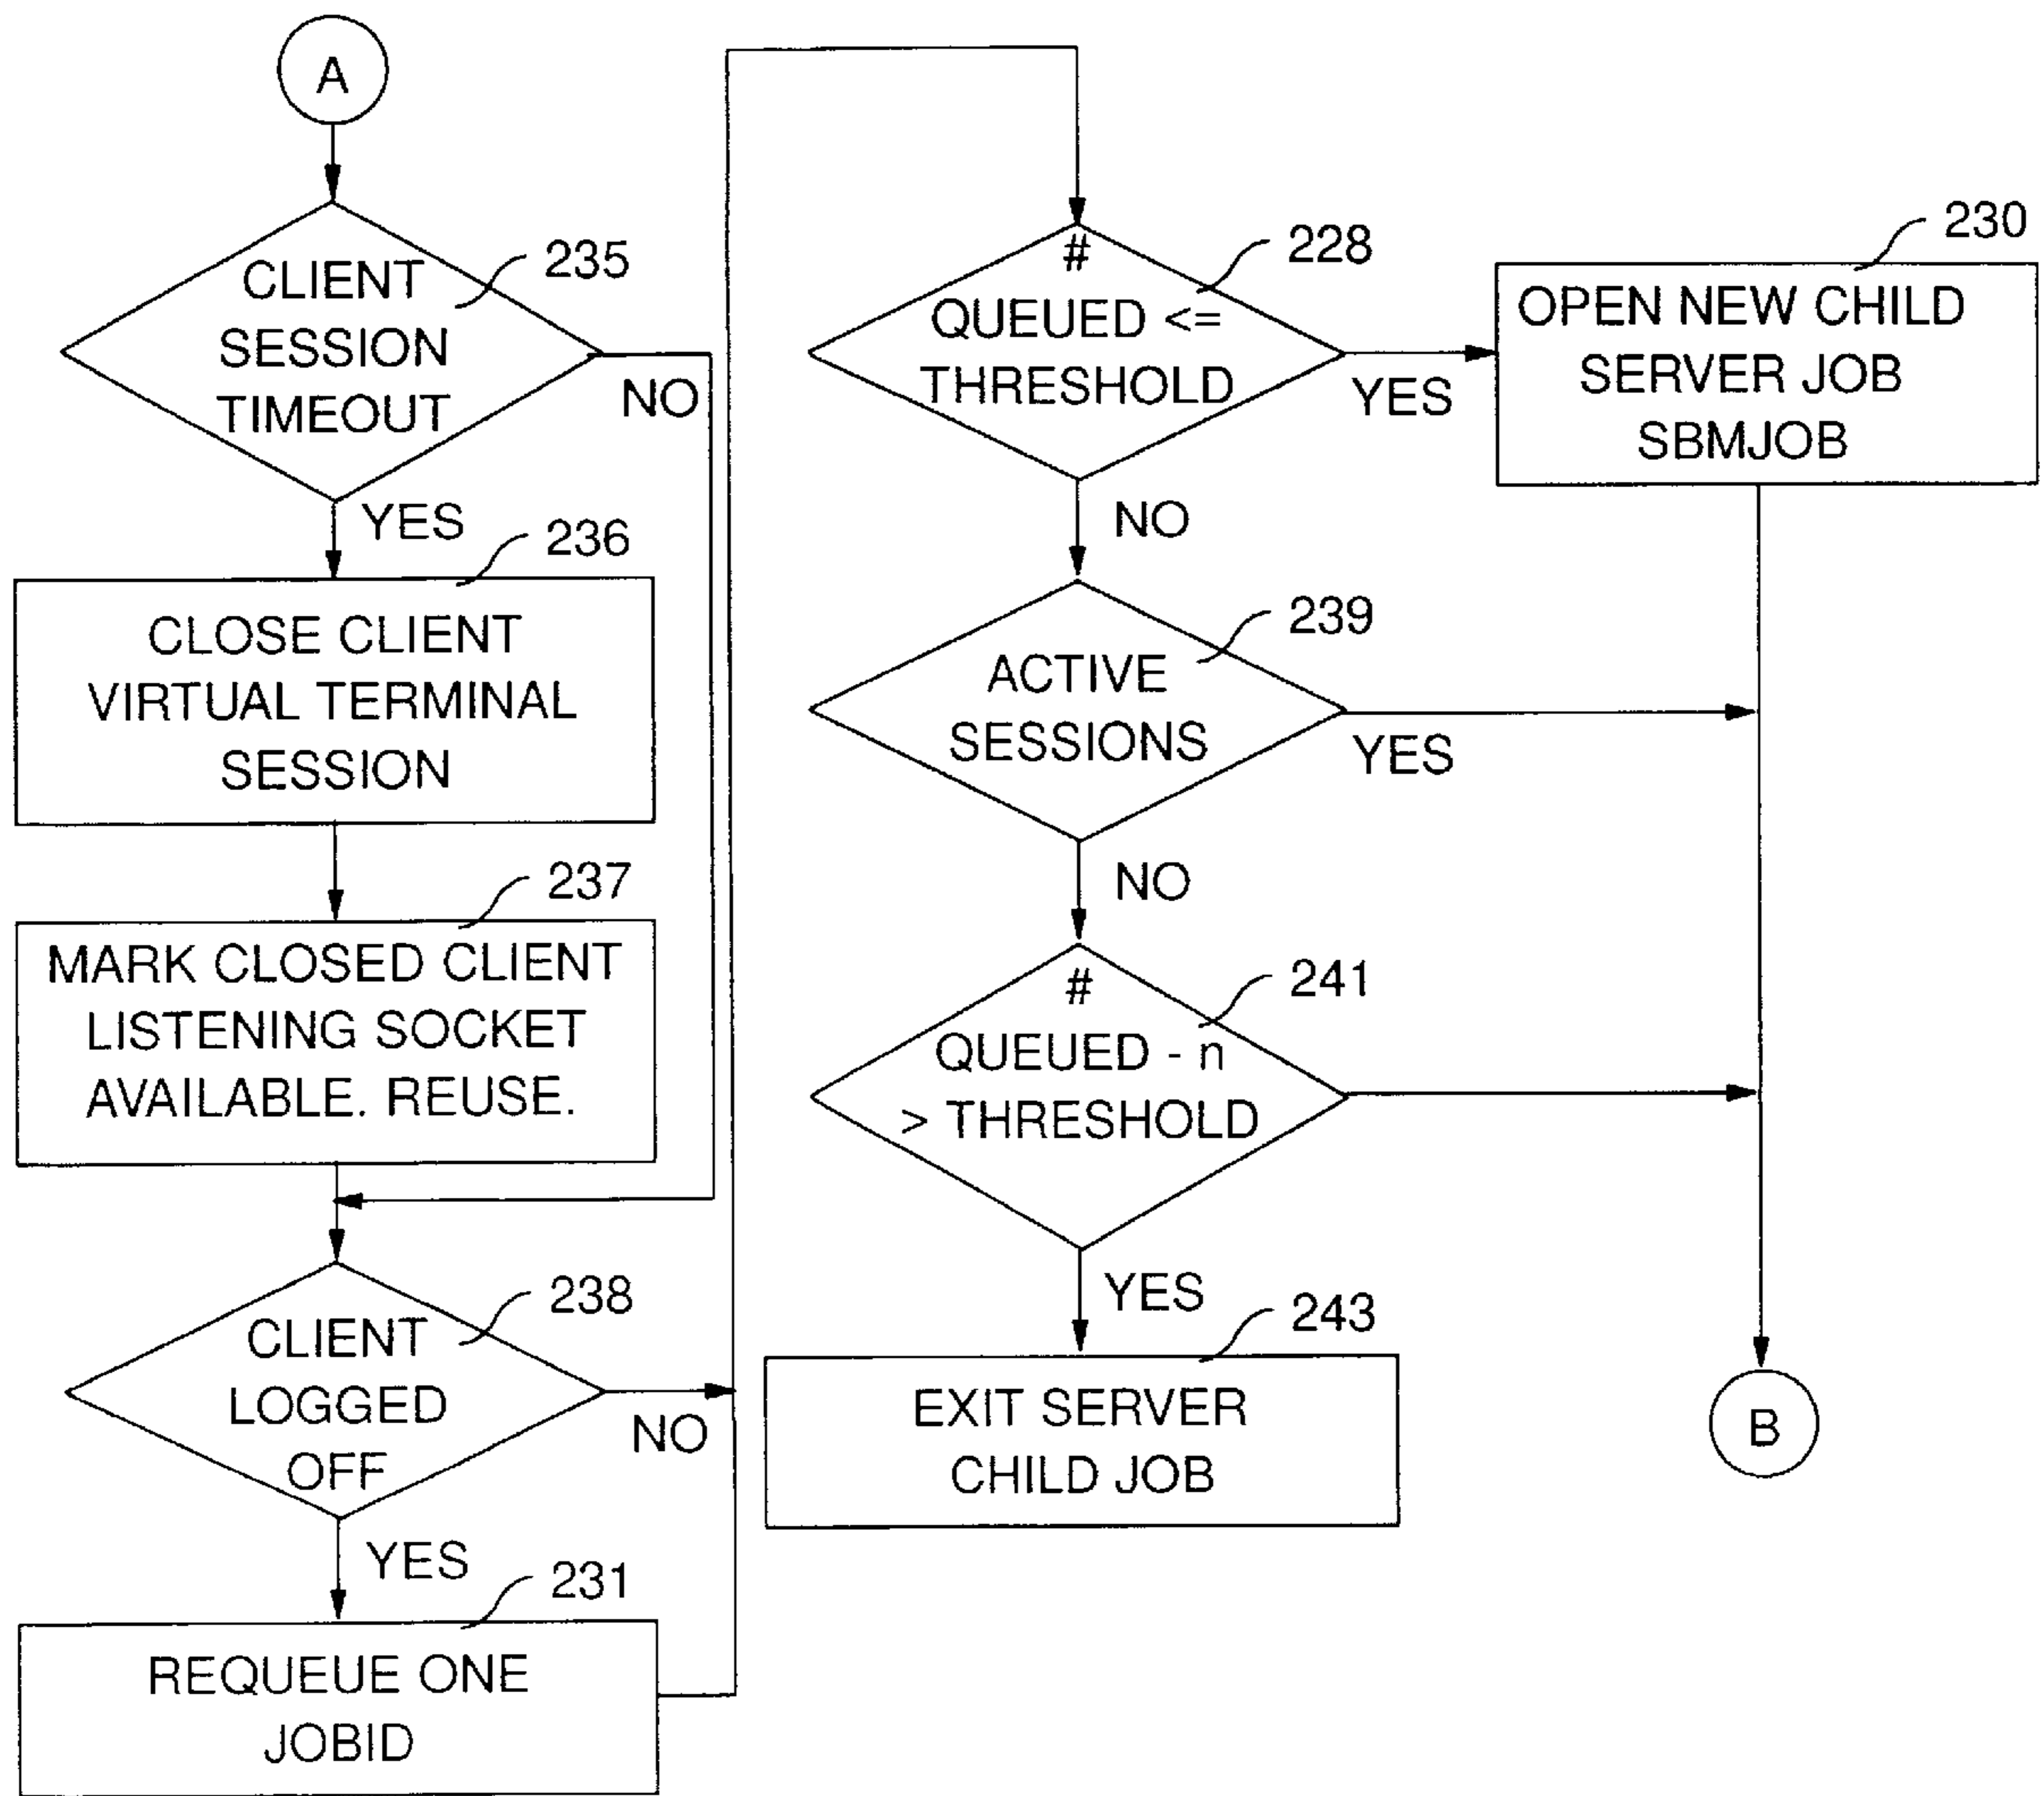 A
CLIENT
SESSION
TIMEOUT
235
NO
YES
236
CLOSE CLIENT
VIRTUAL TERMINAL
SESSION
237
MARK CLOSED CLIENT
LISTENING SOCKET
AVAILABLE. REUSE.
238
CLIENT
LOGGED
OFF
NO
YES
231
REQUEUE ONE
JOBID
#
QUEUED <=
THRESHOLD
228
YES
NO
230
OPEN NEW CHILD
SERVER JOB
SBMJOB
239
ACTIVE
SESSIONS
YES
NO
241
#
QUEUED - n
> THRESHOLD
YES
243
EXIT SERVER
CHILD JOB
B